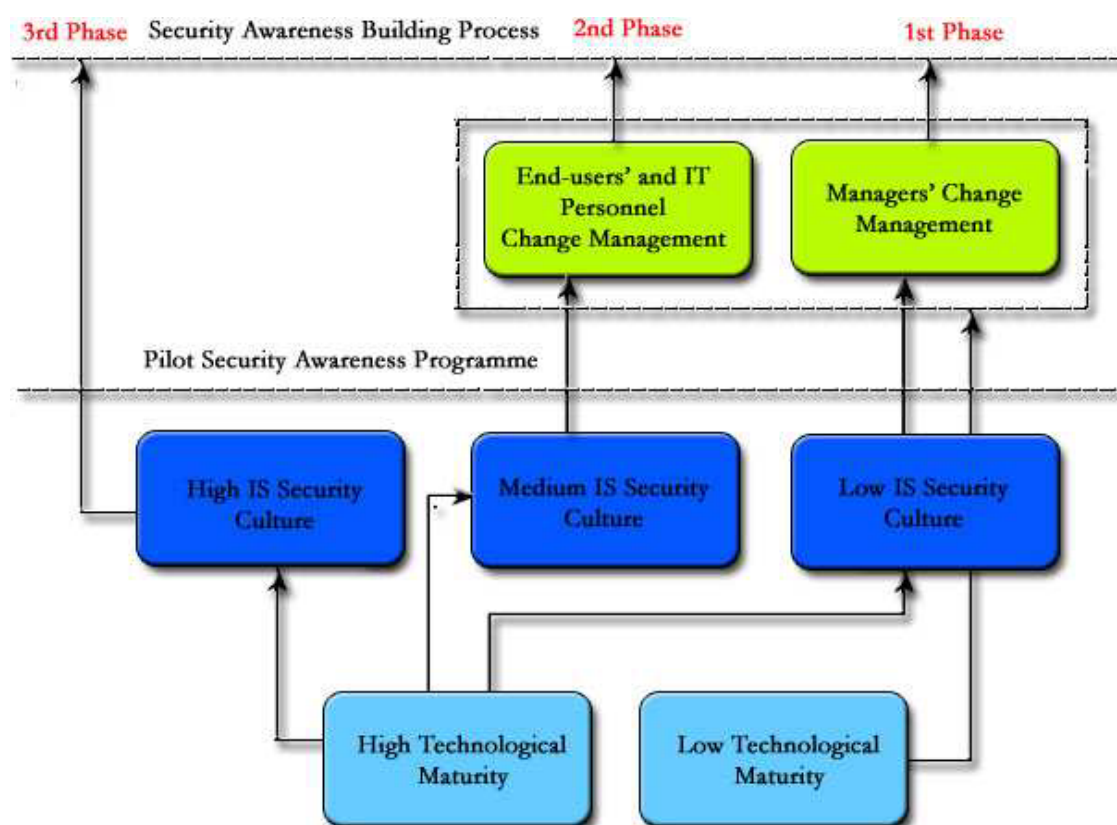 3rd Phase
Security Awareness Building Process
2nd Phase
1st Phase
End-users' and IT
Personnel
Change Management
Managers' Change
Management
Pilot Security Awareness Programme
High IS Security
Culture
Medium IS Security
Culture
Low IS Security
Culture
High Technological
Maturity
Low Technological
Maturity